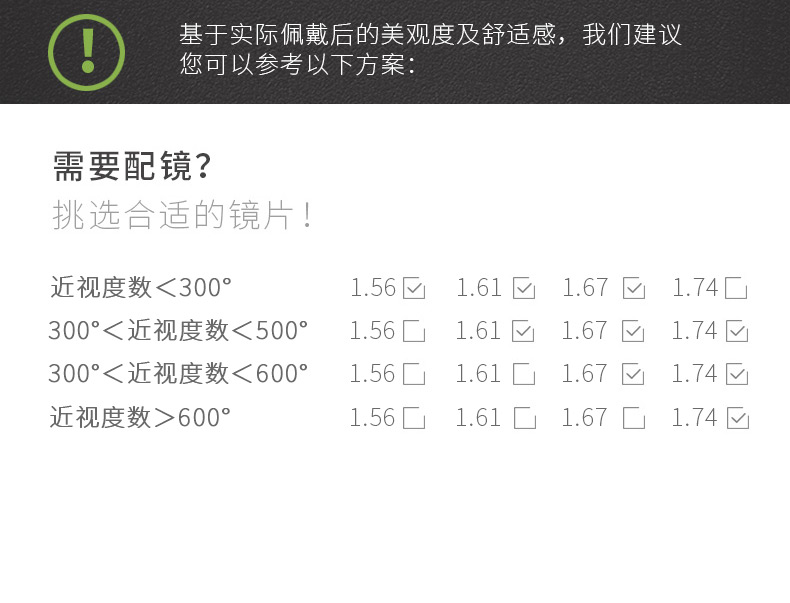 基于实际佩戴后的美观度及舒适感，我们建议
您可以参考以下方案：
需要配镜？
挑选合适的镜片！
近视度数＜300° 1.56 1.61 1.67 1.74
300°＜近视度数＜500° 1.56 1.61 1.67 1.74
300°＜近视度数＜600° 1.56 1.61 1.67 1.74
近视度数＞600° 1.56 1.61 1.67 1.74